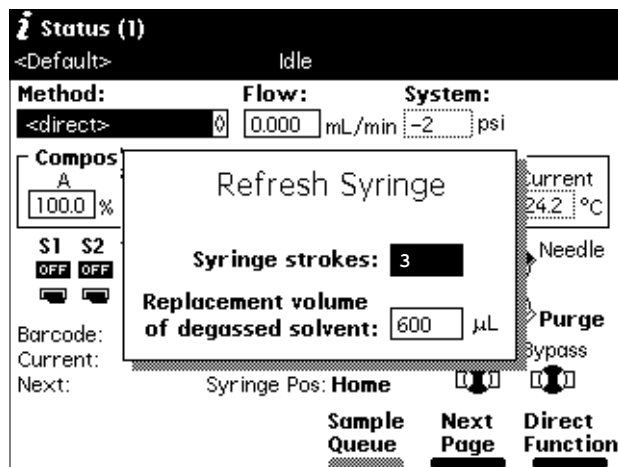 i Status (1)
<Default> Idle
Method: Flow: System:
<direct> 0.000 mL/min -2 psi
Compos
A
100.0 %
Current
24.2 °C
Refresh Syringe
S1 S2
OFF OFF
Needle
Syringe strokes: 3
Replacement volume
of degassed solvent: 600 µL
Purge
Bypass
Barcode:
Current:
Next: Syringe Pos: Home
Sample Next Direct
Queue Page Function